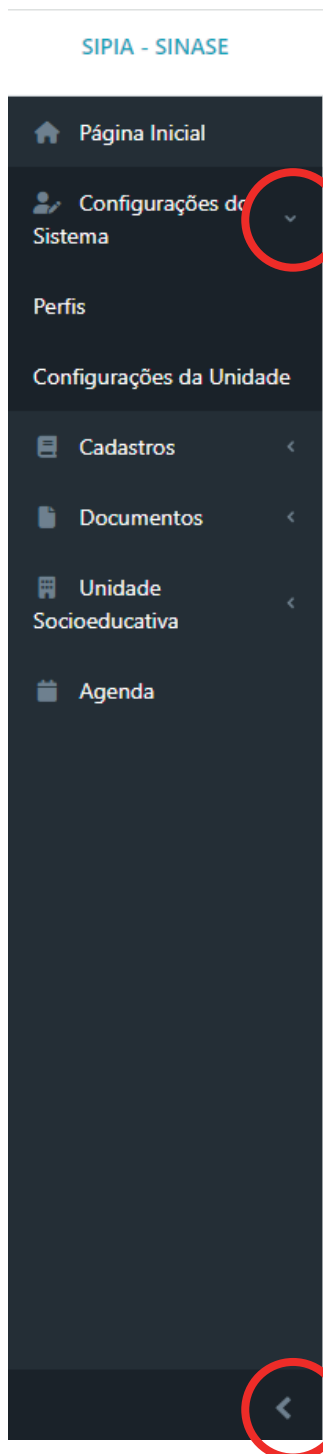 SIPIA - SINASE
Página Inicial
Configurações do
Sistema
Perfis
Configurações da Unidade
Cadastros
Documentos
Unidade
Socioeducativa
Agenda